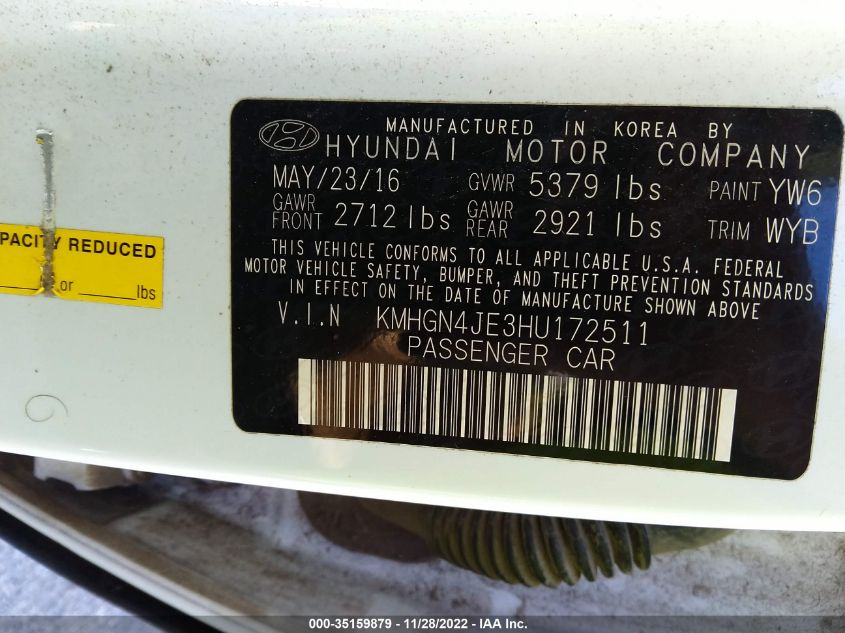 MANUFACTURED IN KOREA BY
HYUNDAI MOTOR COMPANY
MAY/23/16 GVWR 5379 lbs PAINT YW6
GAWR FRONT 2712 lbs GAWR REAR 2921 lbs TRIM WYB
THIS VEHICLE CONFORMS TO ALL APPLICABLE U.S.A. FEDERAL
MOTOR VEHICLE SAFETY, BUMPER, AND THEFT PREVENTION STANDARDS
IN EFFECT ON THE DATE OF MANUFACTURE SHOWN ABOVE
V.I.N KMHGN4JE3HU172511
PASSENGER CAR
PACITY REDUCED
or ______ lbs
000-35159879 - 11/28/2022 - IAA Inc.